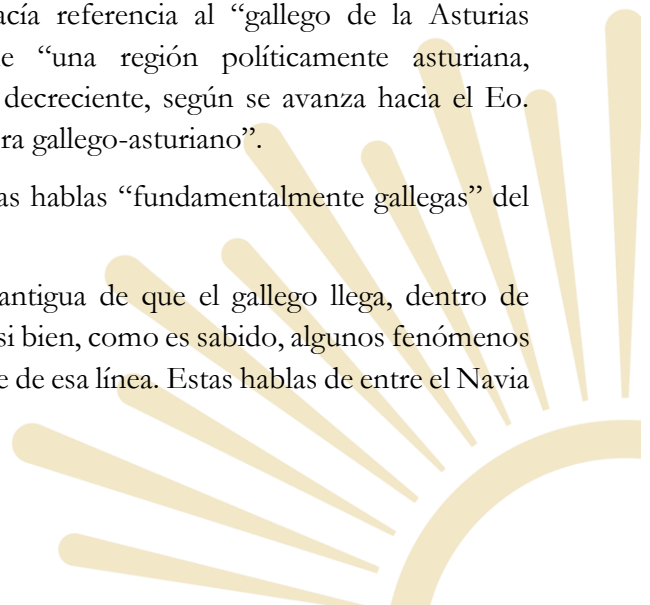 acía referencia al “gallego de la Asturias
e “una región políticamente asturiana,
decreciente, según se avanza hacia el Eo.
ra gallego-asturiano”.
as hablas “fundamentalmente gallegas” del
antigua de que el gallego llega, dentro de
si bien, como es sabido, algunos fenómenos
e de esa línea. Estas hablas de entre el Navia